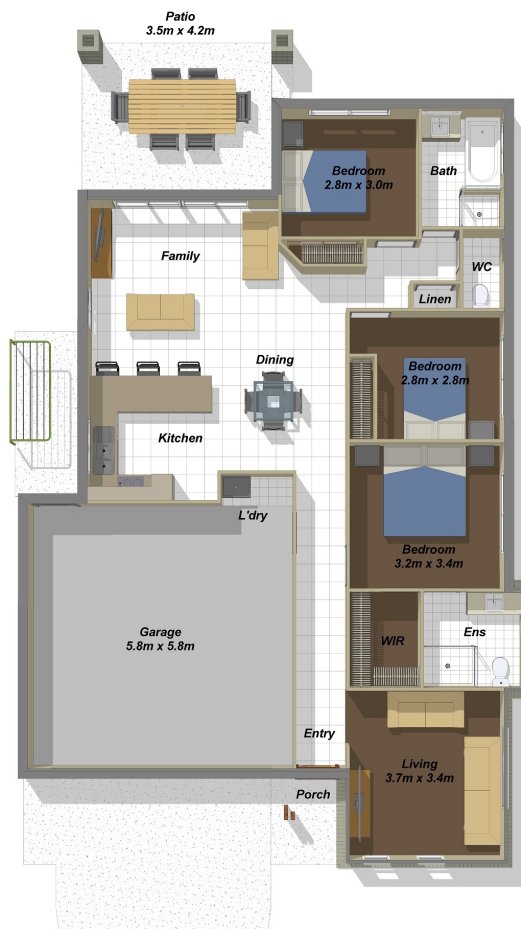 Patio
3.5m x 4.2m
Bedroom
2.8m x 3.0m
Bath
Family
WC
Linen
Dining
Bedroom
2.8m x 2.8m
Kitchen
L'dry
Bedroom
3.2m x 3.4m
Garage
5.8m x 5.8m
WIR
Ens
Entry
Living
3.7m x 3.4m
Porch